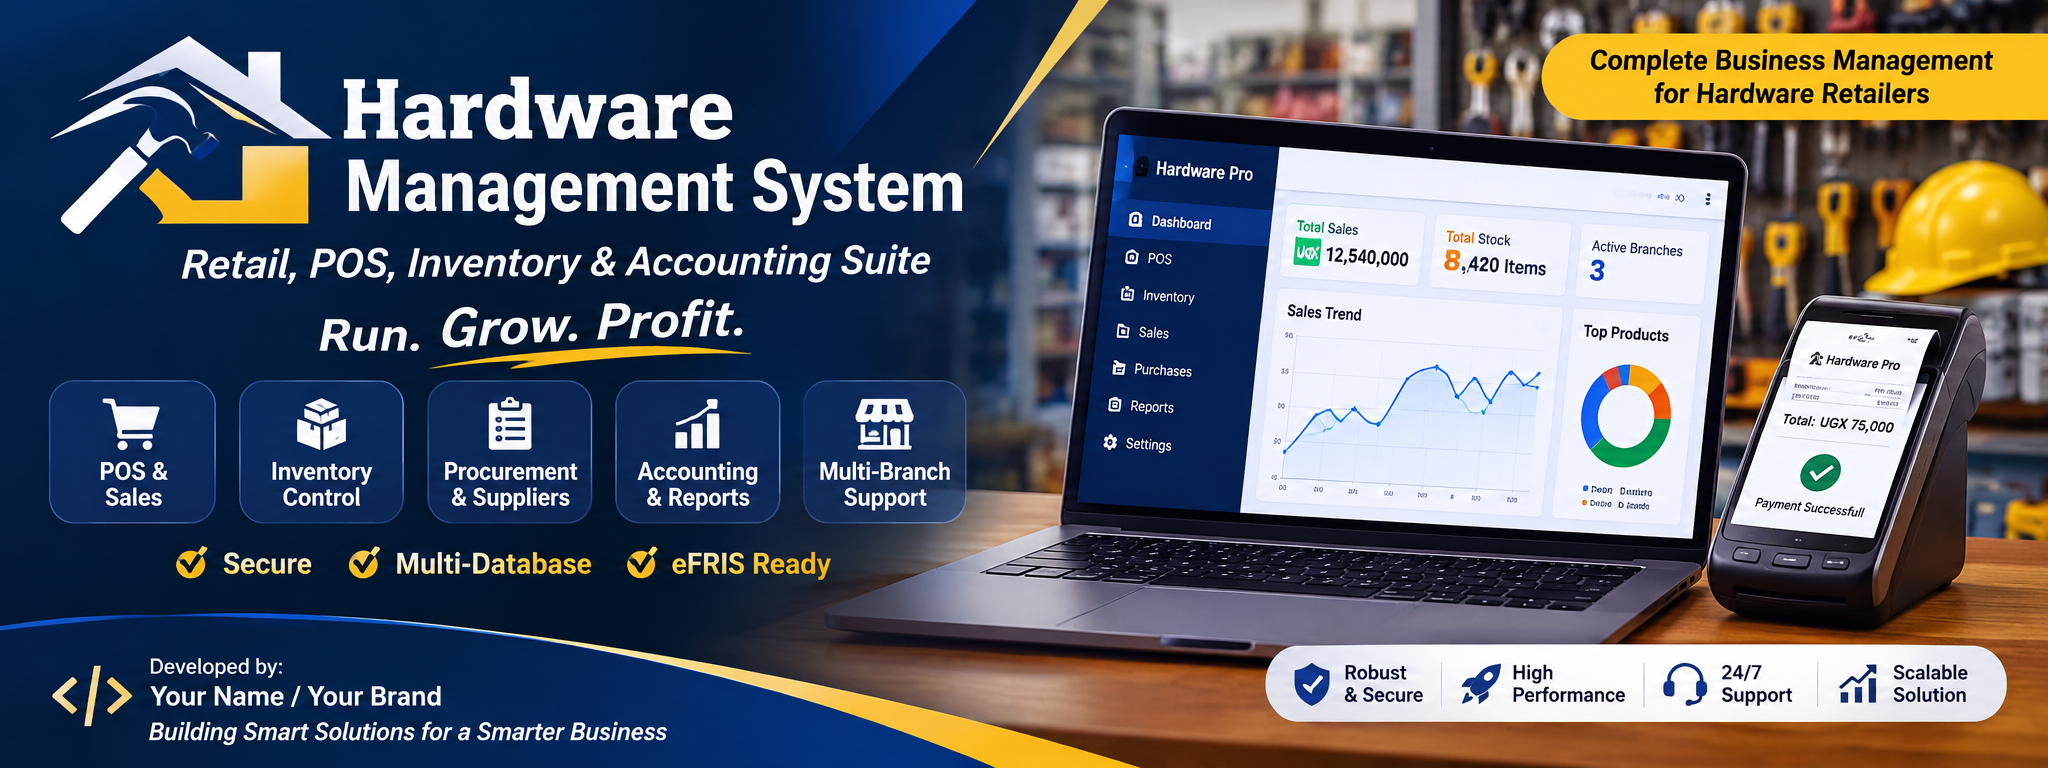 Hardware
Management System
Retail, POS, Inventory & Accounting Suite
Run. Grow. Profit.
POS &
Sales
Inventory
Control
Procurement
& Suppliers
Accounting
& Reports
Multi-Branch
Support
Secure
Multi-Database
eFRIS Ready
</>
Developed by:
Your Name / Your Brand
Building Smart Solutions for a Smarter Business
Complete Business Management
for Hardware Retailers
Hardware Pro
Dashboard
POS
Inventory
Sales
Purchases
Reports
Settings
Total Sales
UGX 12,540,000
Total Stock
8,420 Items
Active Branches
3
Sales Trend
Top Products
Hardware Pro
Total: UGX 75,000
Payment Successfull
Robust
& Secure
High
Performance
24/7
Support
Scalable
Solution